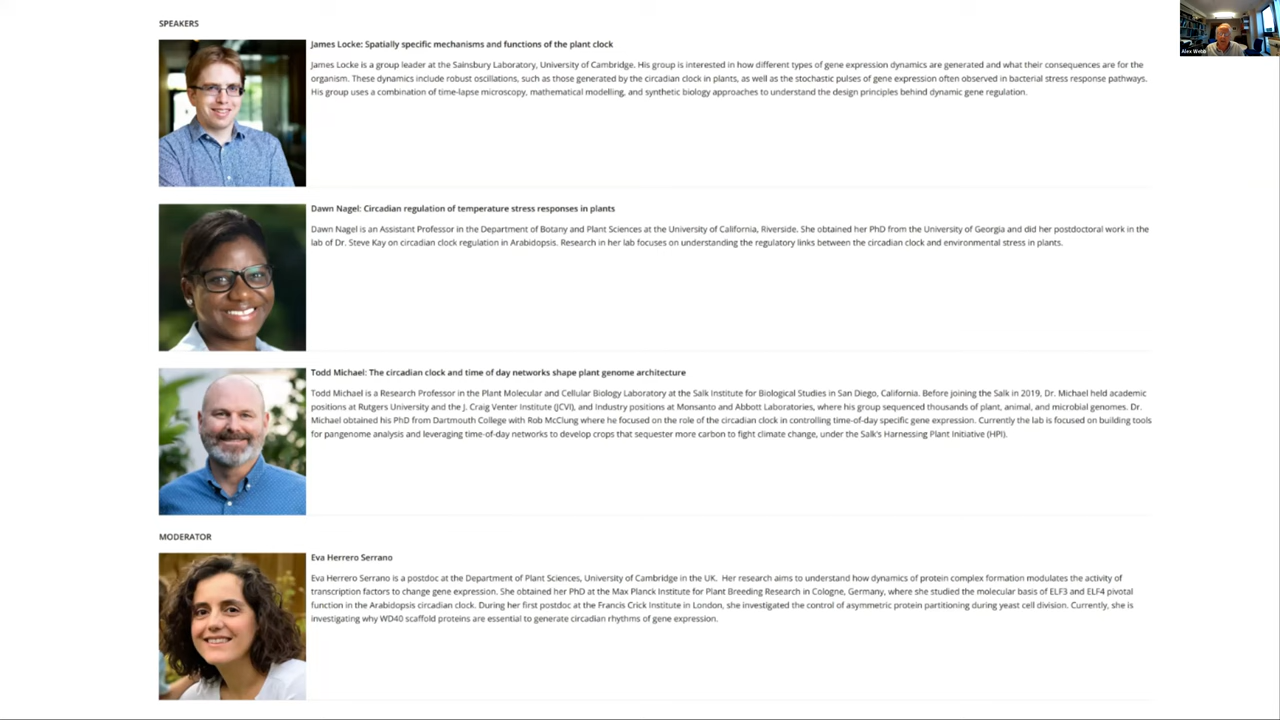 SPEAKERS
James Locke: Spatially specific mechanisms and functions of the plant clock
James Locke is a group leader at the Sainsbury Laboratory, University of Cambridge. His group is interested in how different types of gene expression dynamics are generated and what their consequences are for the
organism. These dynamics include robust oscillations, such as those generated by the circadian clock in plants, as well as the stochastic pulses of gene expression often observed in bacterial stress response pathways.
His group uses a combination of time-lapse microscopy, mathematical modelling, and synthetic biology approaches to understand the design principles behind dynamic gene regulation.
Dawn Nagel: Circadian regulation of temperature stress responses in plants
Dawn Nagel is an Assistant Professor in the Department of Botany and Plant Sciences at the University of California, Riverside. She obtained her PhD from the University of Georgia and did her postdoctoral work in the
lab of Dr. Steve Kay on circadian clock regulation in Arabidopsis. Research in her lab focuses on understanding the regulatory links between the circadian clock and environmental stress in plants.
Todd Michael: The circadian clock and time of day networks shape plant genome architecture
Todd Michael is a Research Professor in the Plant Molecular and Cellular Biology Laboratory at the Salk Institute for Biological Studies in San Diego, California. Before joining the Salk in 2019, Dr. Michael held academic
positions at Rutgers University and the J. Craig Venter Institute (JCVI), and Industry positions at Monsanto and Abbott Laboratories, where his group sequenced thousands of plant, animal, and microbial genomes. Dr.
Michael obtained his PhD from Dartmouth College with Rob McClung where he focused on the role of the circadian clock in controlling time-of-day specific gene expression. Currently the lab is focused on building tools
for pangenome analysis and leveraging time-of-day networks to develop crops that sequester more carbon to fight climate change, under the Salk's Harnessing Plant Initiative (HPI).
MODERATOR
Eva Herrero Serrano
Eva Herrero Serrano is a postdoc at the Department of Plant Sciences, University of Cambridge in the UK. Her research aims to understand how dynamics of protein complex formation modulates the activity of
transcription factors to change gene expression. She obtained her PhD at the Max Planck Institute for Plant Breeding Research in Cologne, Germany, where she studied the molecular basis of ELF3 and ELF4 pivotal
function in the Arabidopsis circadian clock. During her first postdoc at the Francis Crick Institute in London, she investigated the control of asymmetric protein partitioning during yeast cell division. Currently, she is
investigating why WD40 scaffold proteins are essential to generate circadian rhythms of gene expression.
Alex Webb